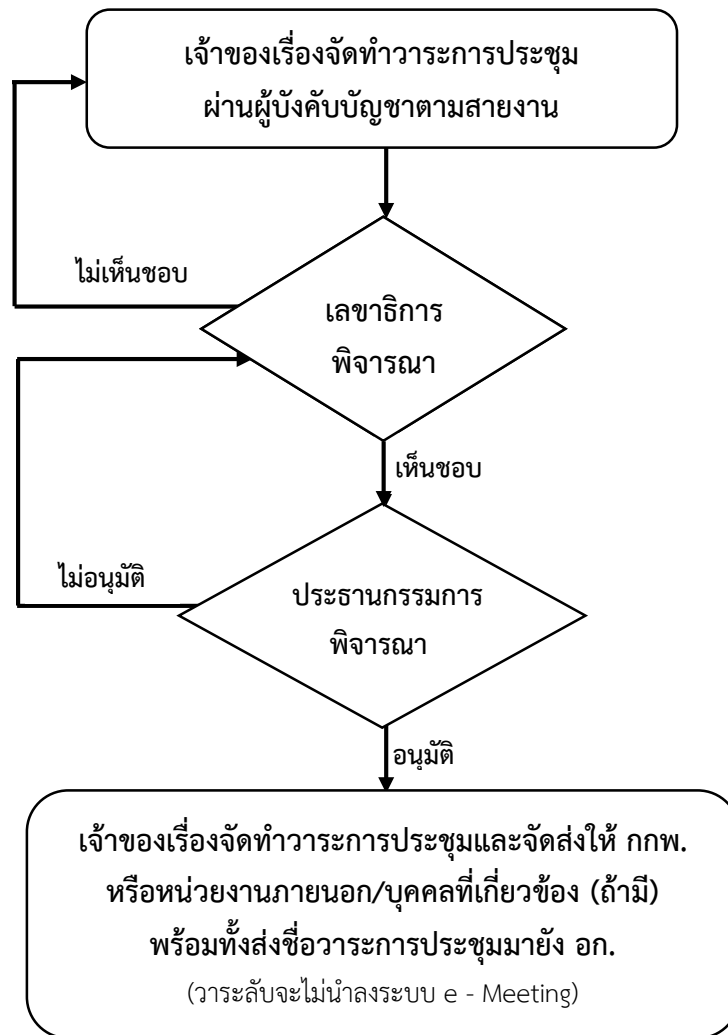 เจ้าของเรื่องจัดทำวาระการประชุม
ผ่านผู้บังคับบัญชาตามสายงาน
ไม่เห็นชอบ
เลขาธิการ
พิจารณา
เห็นชอบ
ไม่อนุมัติ
ประธานกรรมการ
พิจารณา
อนุมัติ
เจ้าของเรื่องจัดทำวาระการประชุมและจัดส่งให้ กกพ.
หรือหน่วยงานภายนอก/บุคคลที่เกี่ยวข้อง (ถ้ามี)
พร้อมทั้งส่งชื่อวาระการประชุมมายัง อก.
(วาระลับจะไม่นำลงระบบ e - Meeting)